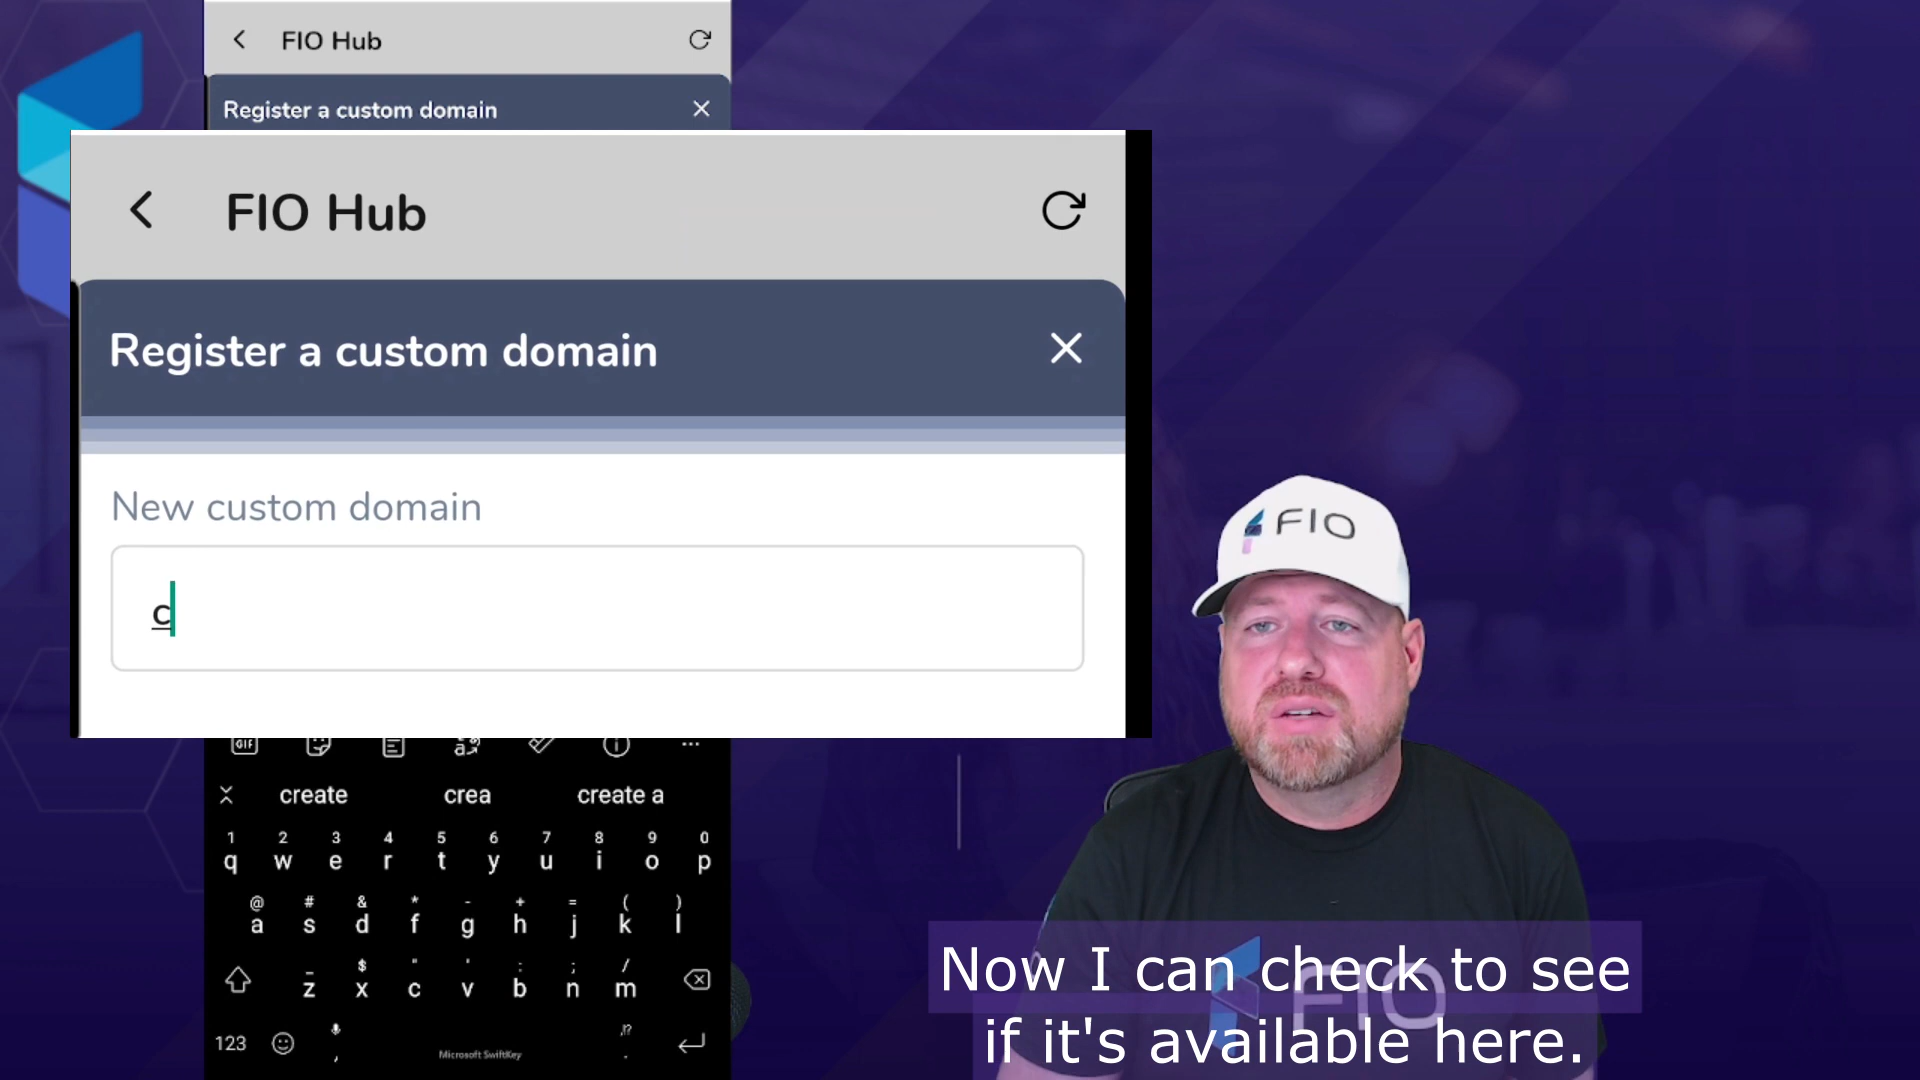 FIO Hub
Register a custom domain
FIO Hub
Register a custom domain
New custom domain
c
FIO
GIF
create crea create a
1 2 3 4 5 6 7 8 9 0
q w e r t y u i o p
@ # & * - + = ( )
a s d f g h j k l
_ $ " ' : ; /
z x c v b n m
123 , Microsoft SwiftKey !? .
FIO
Now I can check to see
if it's available here.